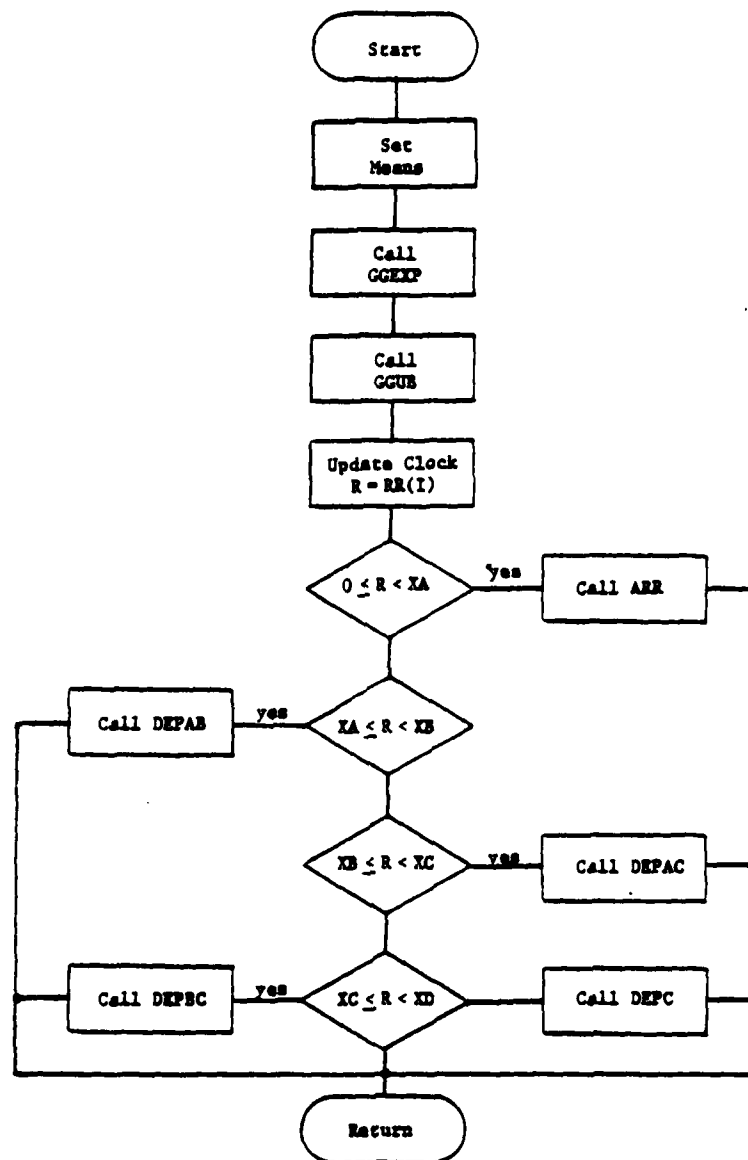 Start
Set
Means
Call
GGEXP
Call
GGUB
Update Clock
R = RR(I)
0 ≤ R < XA
yes
Call ARR
Call DEPAB
yes
XA ≤ R < XB
XB ≤ R < XC
yes
Call DEPAC
Call DEPBC
yes
XC ≤ R < XD
Call DEPC
Return